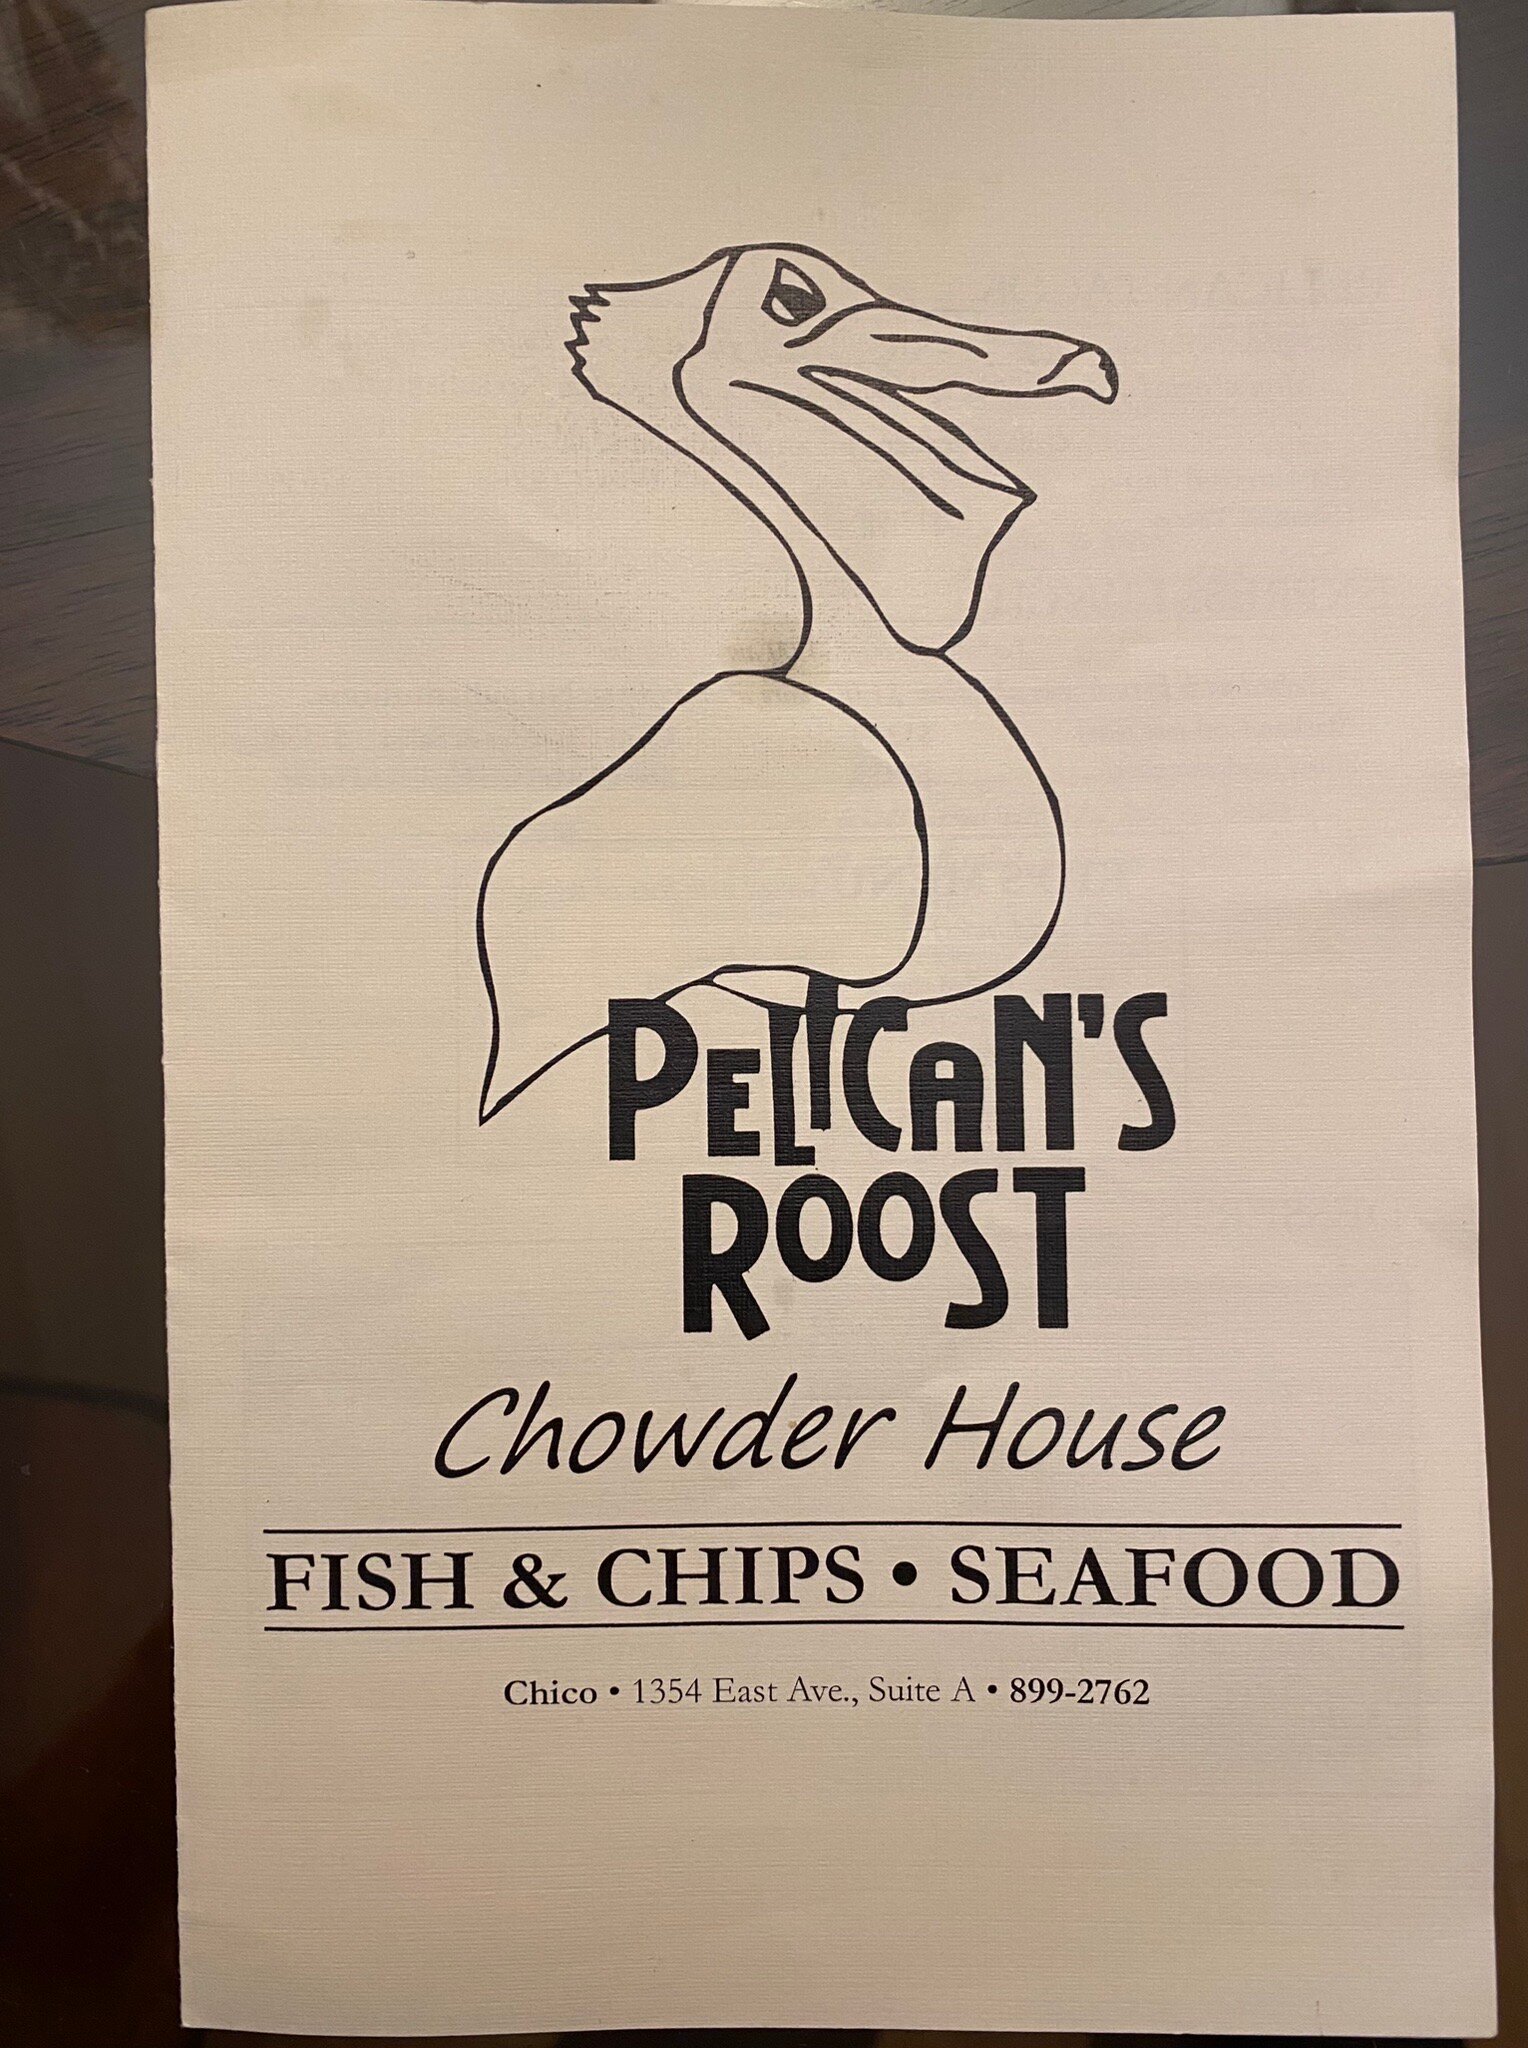 PELICAN'S
ROOST
Chowder House
FISH & CHIPS • SEAFOOD
Chico • 1354 East Ave., Suite A • 899-2762